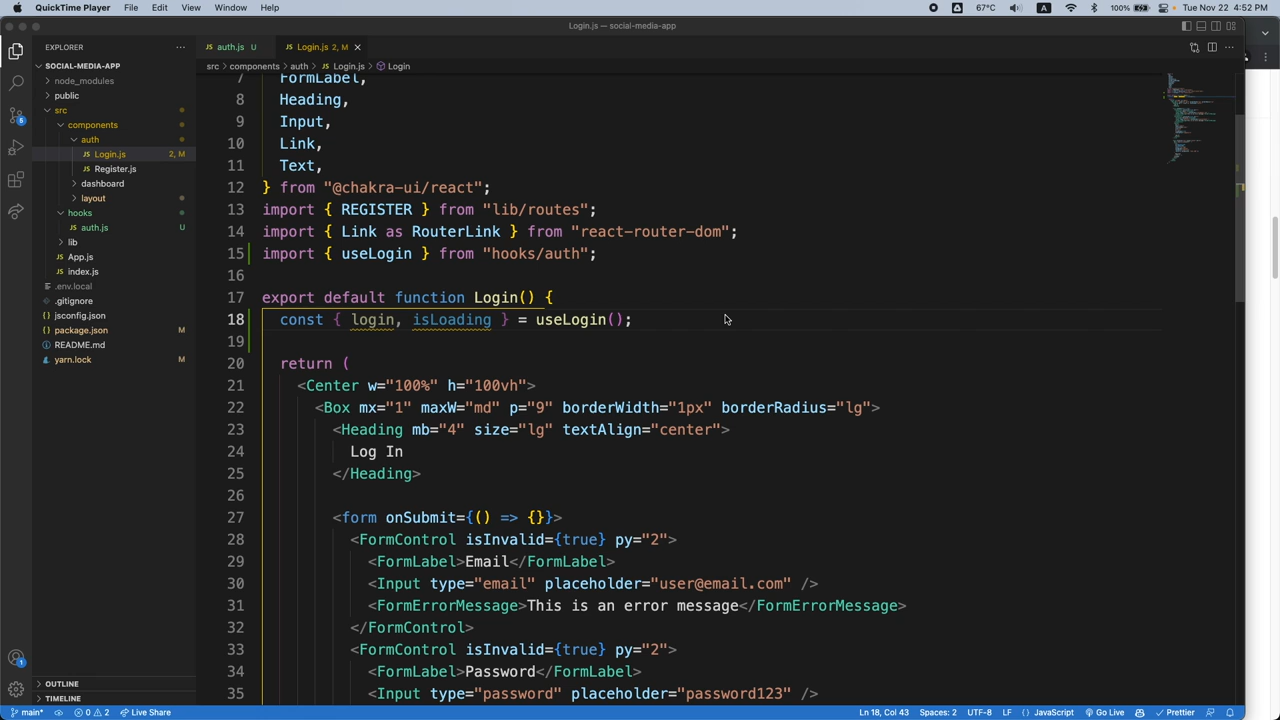 QuickTime Player File Edit View Window Help 67°C A 100% Tue Nov 22 4:52 PM
Login.js — social-media-app
EXPLORER
SOCIAL-MEDIA-APP
node_modules
public
src
components
auth
Login.js 2, M
Register.js
dashboard
layout
hooks
auth.js U
lib
App.js
index.js
.env.local
.gitignore
jsconfig.json
package.json M
README.md
yarn.lock M
OUTLINE
TIMELINE
auth.js U Login.js 2, M
src > components > auth > Login.js > Login
7 FormLabel,
8 Heading,
9 Input,
10 Link,
11 Text,
12 } from "@chakra-ui/react";
13 import { REGISTER } from "lib/routes";
14 import { Link as RouterLink } from "react-router-dom";
15 import { useLogin } from "hooks/auth";
16
17 export default function Login() {
18 const { login, isLoading } = useLogin();
19
20 return (
21 <Center w="100%" h="100vh">
22 <Box mx="1" maxW="md" p="9" borderWidth="1px" borderRadius="lg">
23 <Heading mb="4" size="lg" textAlign="center">
24 Log In
25 </Heading>
26
27 <form onSubmit={() => {}}>
28 <FormControl isInvalid={true} py="2">
29 <FormLabel>Email</FormLabel>
30 <Input type="email" placeholder="user@email.com" />
31 <FormErrorMessage>This is an error message</FormErrorMessage>
32 </FormControl>
33 <FormControl isInvalid={true} py="2">
34 <FormLabel>Password</FormLabel>
35 <Input type="password" placeholder="password123" />
main* 0 2 Live Share Ln 18, Col 43 Spaces: 2 UTF-8 LF {} JavaScript Go Live Prettier